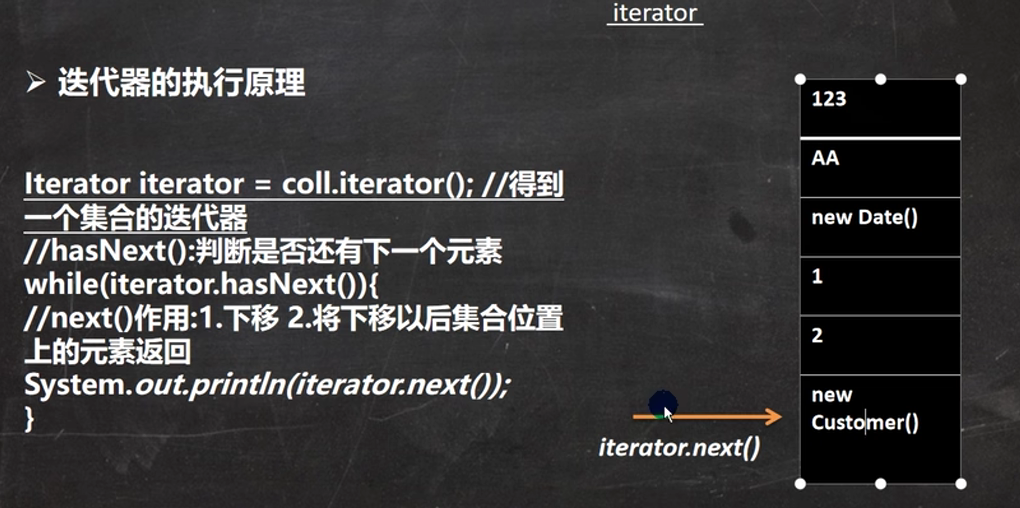 iterator
➢ 迭代器的执行原理
Iterator iterator = coll.iterator(); //得到
一个集合的迭代器
//hasNext():判断是否还有下一个元素
while(iterator.hasNext()){
//next()作用:1.下移 2.将下移以后集合位置
上的元素返回
System.out.println(iterator.next());
}
iterator.next()
123
AA
new Date()
1
2
new
Customer()